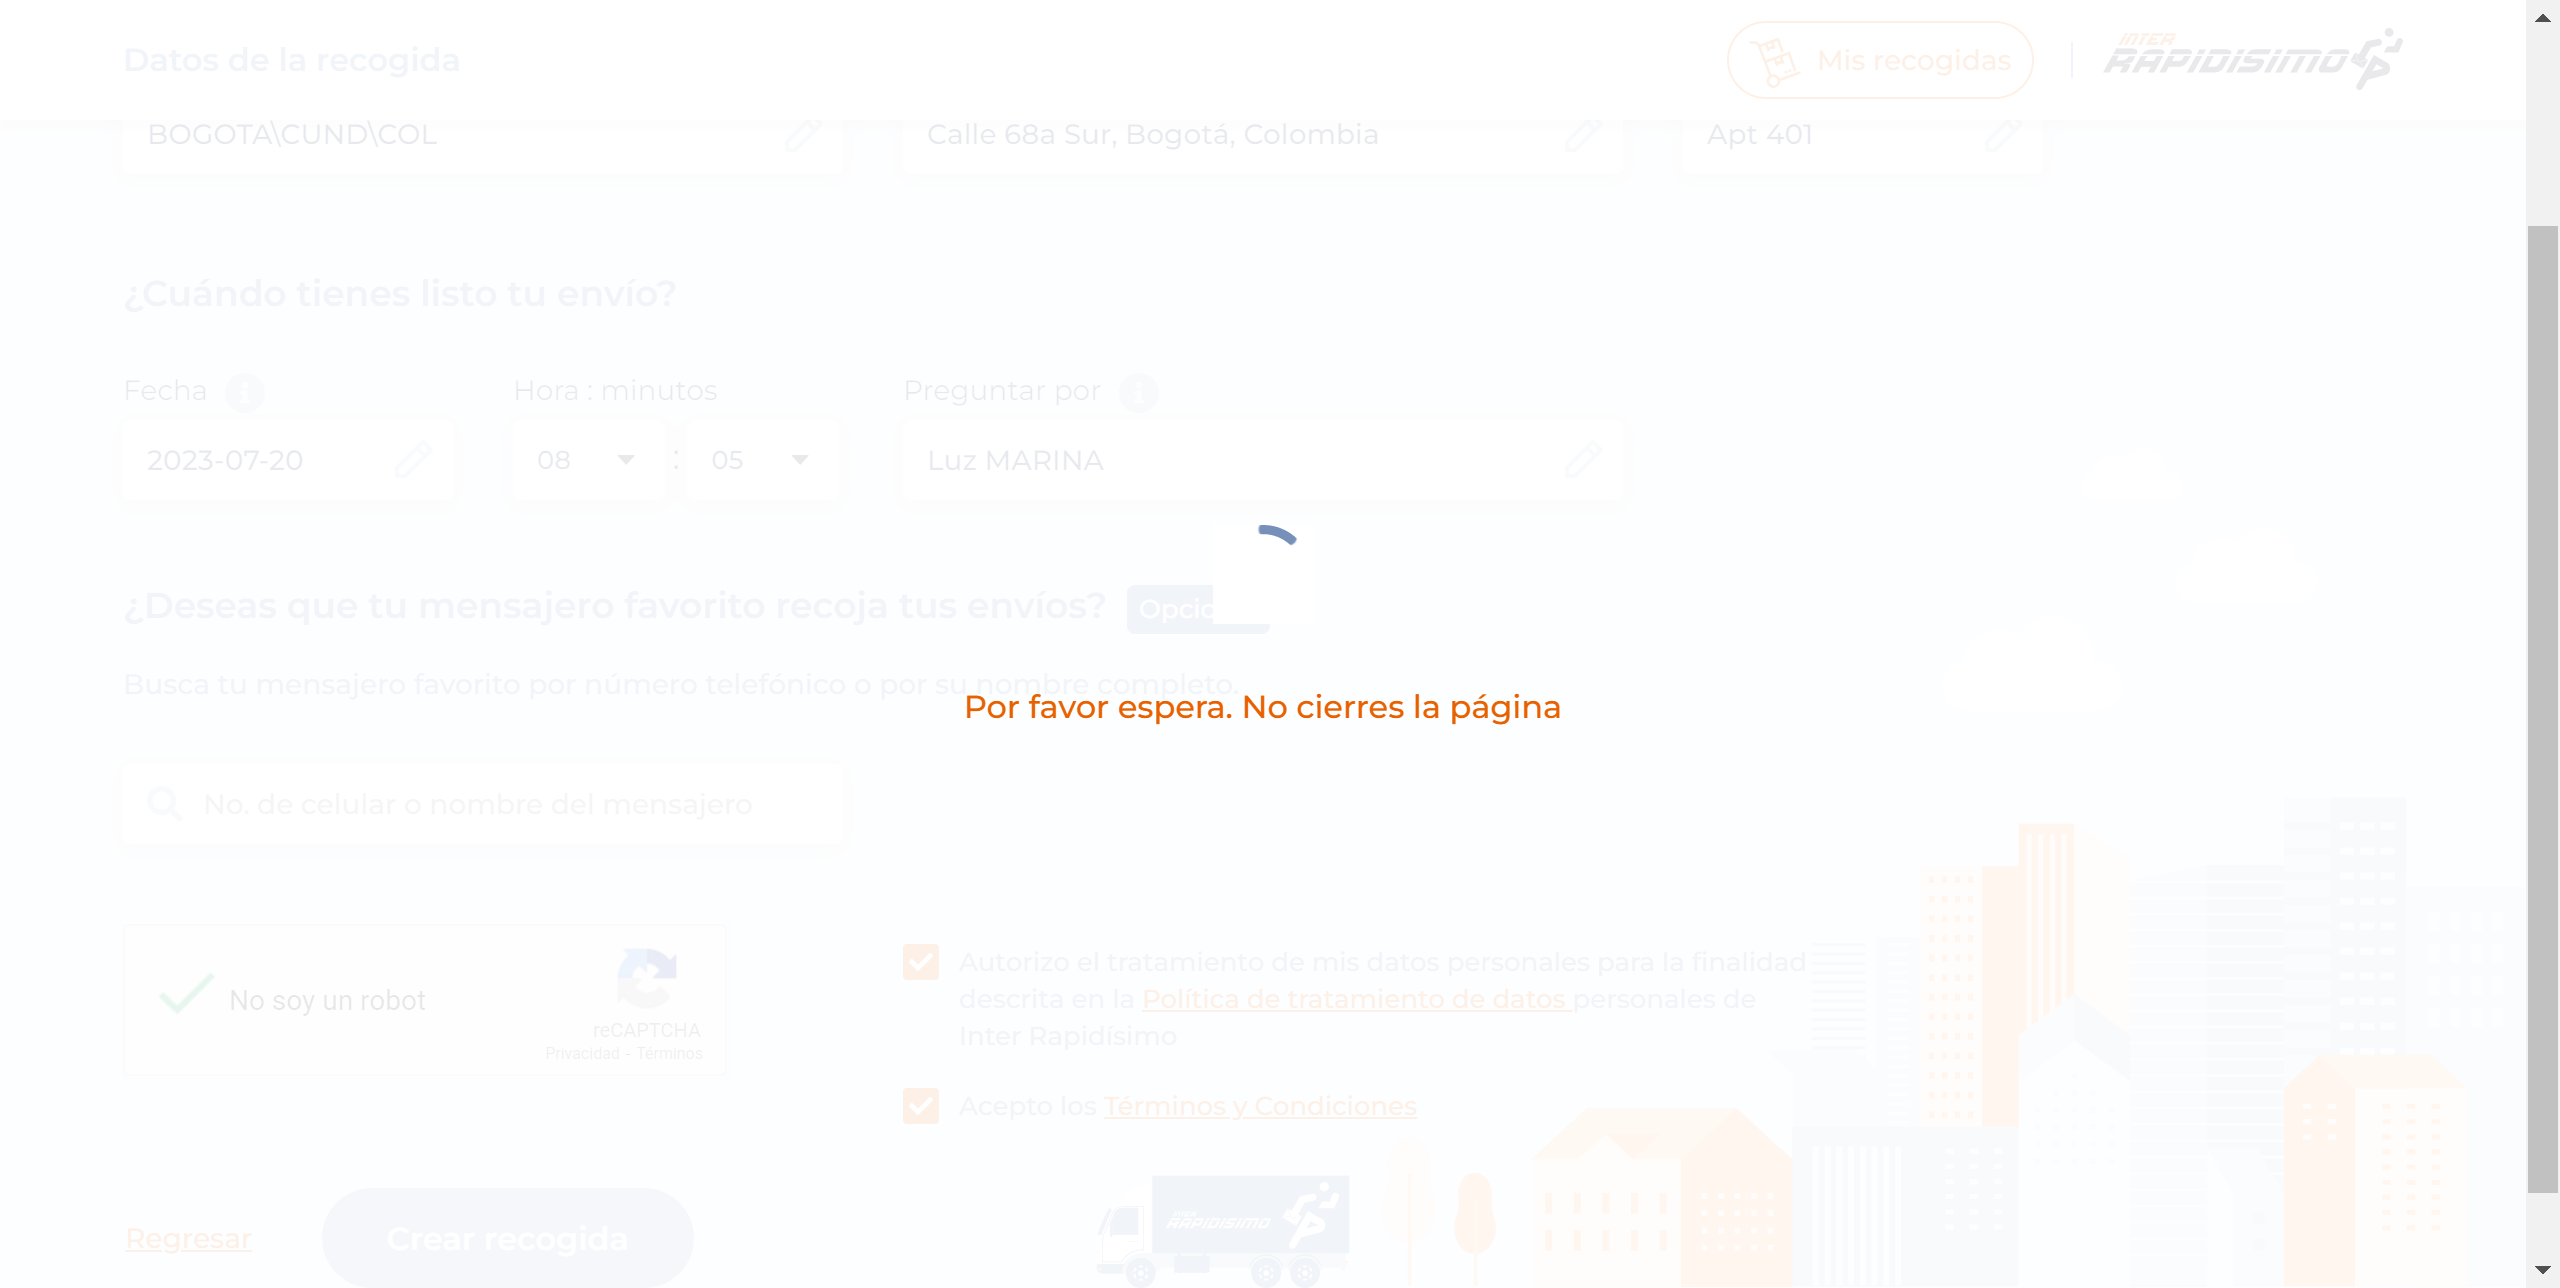 Datos de la recogida
Mis recogidas
INTER
RAPIDISIMO
BOGOTA\CUND\COL
Calle 68a Sur, Bogotá, Colombia
Apt 401
¿Cuándo tienes listo tu envío?
Fecha
Hora : minutos
Preguntar por
2023-07-20
08 : 05
Luz MARINA
¿Deseas que tu mensajero favorito recoja tus envíos?
Busca tu mensajero favorito por número telefónico o por su nombre completo.
Por favor espera. No cierres la página
No. de celular o nombre del mensajero
No soy un robot
reCAPTCHA
Privacidad - Términos
Autorizo el tratamiento de mis datos personales para la finalidad
descrita en la Política de tratamiento de datos personales de
Inter Rapidísimo
Acepto los Términos y Condiciones
INTER
RAPIDISIMO
Regresar
Crear recogida